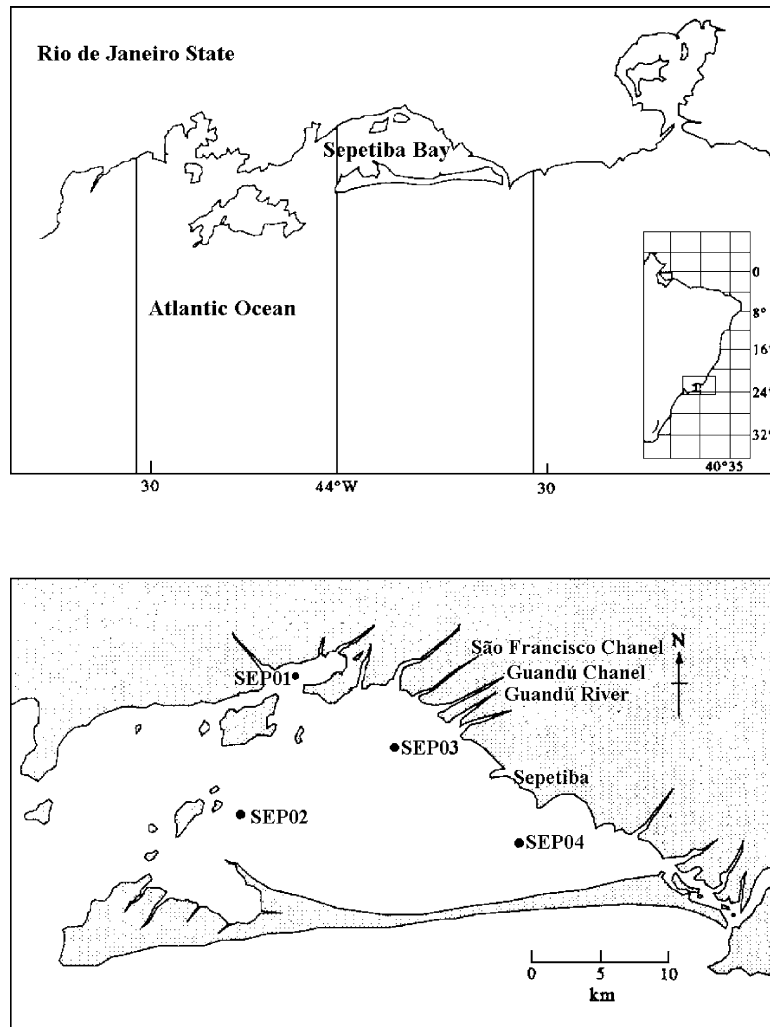 Rio de Janeiro State
Sepetiba Bay
Atlantic Ocean
0
8°
16°
24°
32°
40°35
30
44°W
30
São Francisco Chanel
N
Guandú Chanel
Guandú River
SEP01
SEP03
Sepetiba
SEP02
SEP04
0 5 10
km